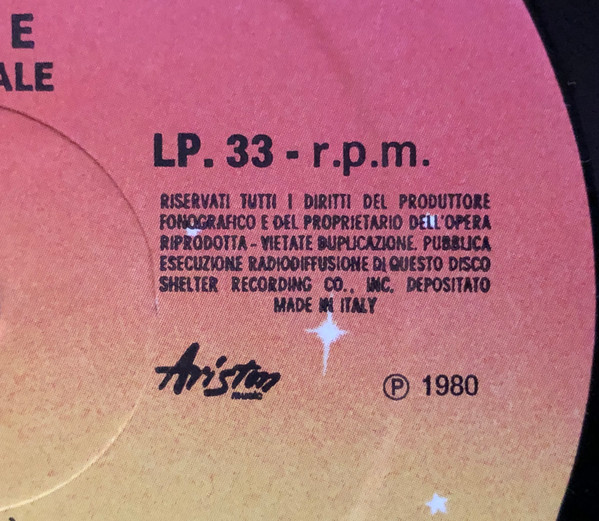 E
ALE
LP. 33 - r.p.m.
RISERVATI TUTTI I DIRITTI DEL PRODUTTORE
FONOGRAFICO E DEL PROPRIETARIO DELL'OPERA
RIPRODOTTA - VIETATE DUPLICAZIONE. PUBBLICA
ESECUZIONE RADIODIFFUSIONE DI QUESTO DISCO
SHELTER RECORDING CO., INC. DEPOSITATO
MADE IN ITALY
Ariston
℗ 1980